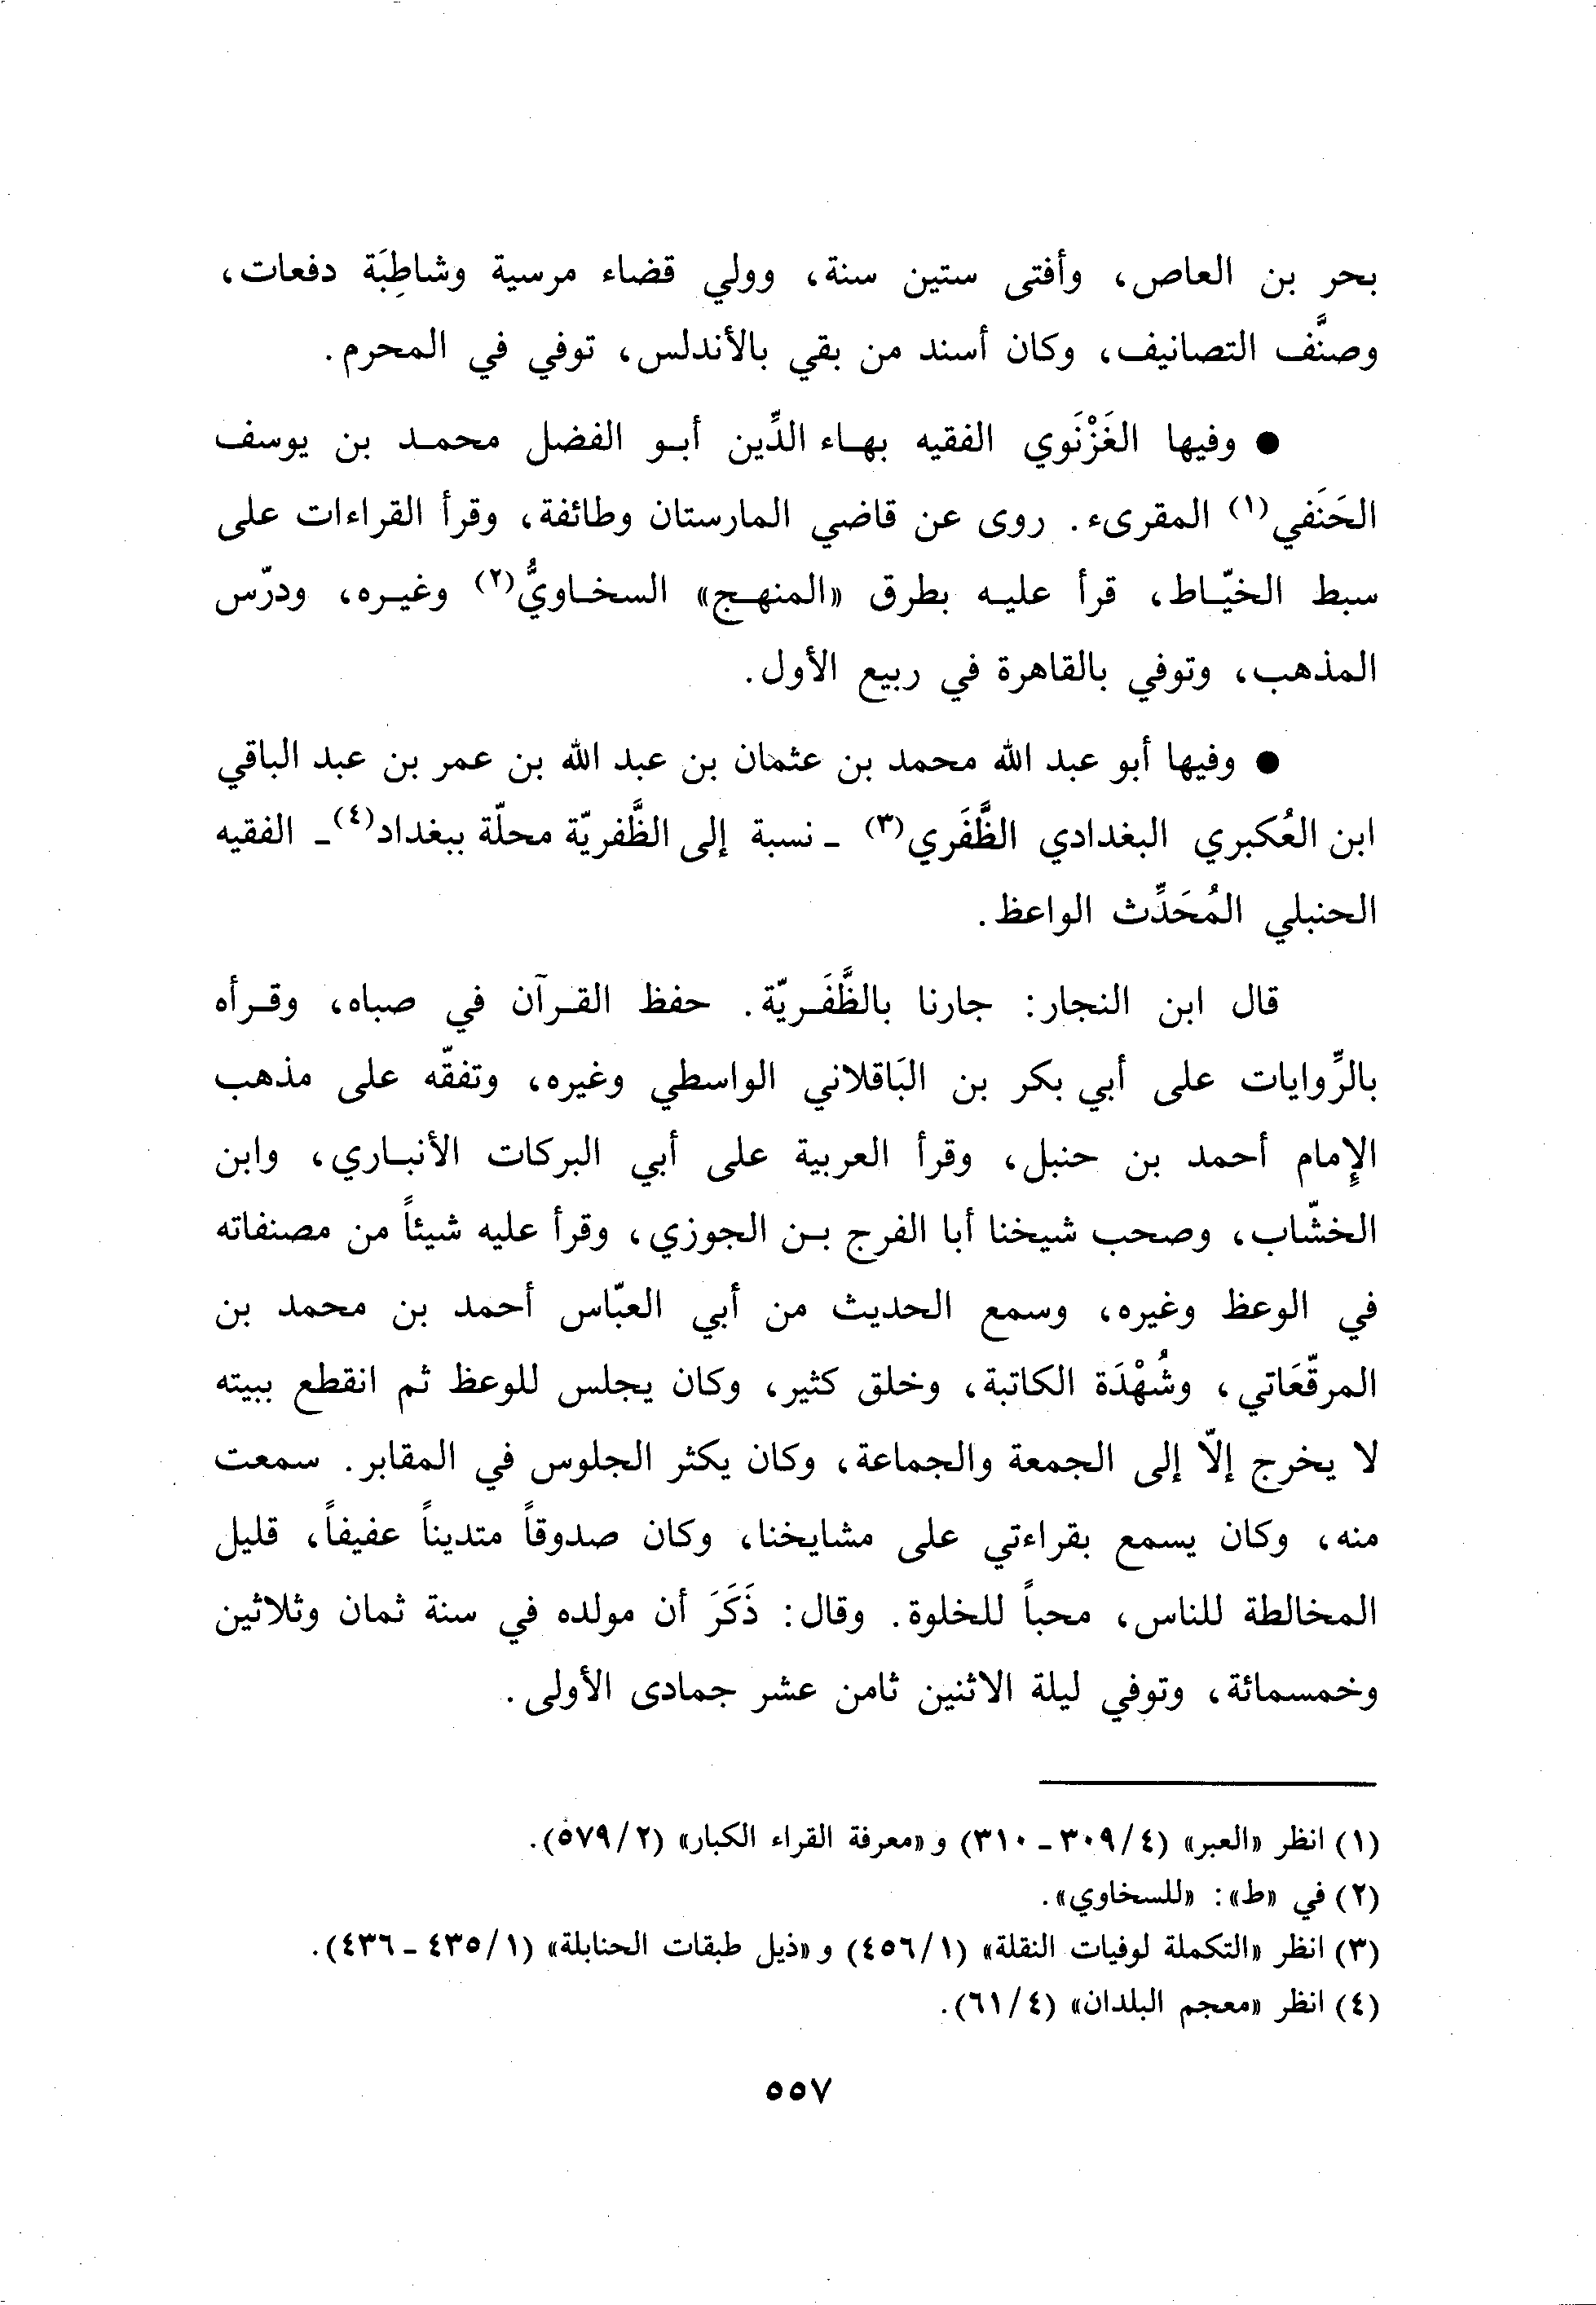 بحر بن العاص، وأفتى ستين سنة، وولي قضاء مرسية وشاطِبَة دفعات،
وصنَّف التصانيف، وكان أسند من بقي بالأندلس، توفي في المحرم.
● وفيها الغَزْنَوي الفقيه بهاء الدِّين أبو الفضل محمد بن يوسف
الحَنَفي(١) المقرىء. روى عن قاضي المارستان وطائفة، وقرأ القراءات على
سبط الخيّاط، قرأ عليه بطرق «المنهج» السخاويُّ(٢) وغيره، ودرّس
المذهب، وتوفي بالقاهرة في ربيع الأول.
● وفيها أبو عبد الله محمد بن عثمان بن عبد الله بن عمر بن عبد الباقي
ابن العُكبري البغدادي الظَّفَري(٣) ـ نسبة إلى الظَّفريّة محلّة ببغداد(٤) ـ الفقيه
الحنبلي المُحَدِّث الواعظ.
قال ابن النجار: جارنا بالظَّفَريّة. حفظ القرآن في صباه، وقرأه
بالرِّوايات على أبي بكر بن البَاقلاني الواسطي وغيره، وتفقّه على مذهب
الإِمام أحمد بن حنبل، وقرأ العربية على أبي البركات الأنباري، وابن
الخشّاب، وصحب شيخنا أبا الفرج بن الجوزي، وقرأ عليه شيئاً من مصنفاته
في الوعظ وغيره، وسمع الحديث من أبي العبّاس أحمد بن محمد بن
المرقّعَاتي، وشُهْدَة الكاتبة، وخلق كثير، وكان يجلس للوعظ ثم انقطع ببيته
لا يخرج إلّا إلى الجمعة والجماعة، وكان يكثر الجلوس في المقابر. سمعت
منه، وكان يسمع بقراءتي على مشايخنا، وكان صدوقاً متديناً عفيفاً، قليل
المخالطة للناس، محباً للخلوة. وقال: ذَكَرَ أن مولده في سنة ثمان وثلاثين
وخمسمائة، وتوفي ليلة الاثنين ثامن عشر جمادى الأولى.
(١) انظر «العبر» (٤/ ٣٠٩ ـ ٣١٠) و«معرفة القراء الكبار» (٢/ ٥٧٩).
(٢) في «ط»: «للسخاوي».
(٣) انظر «التكملة لوفيات النقلة» (١/ ٤٥٦) و«ذيل طبقات الحنابلة» (١/ ٤٣٥ ـ ٤٣٦).
(٤) انظر «معجم البلدان» (٤/ ٦١).
٥٥٧